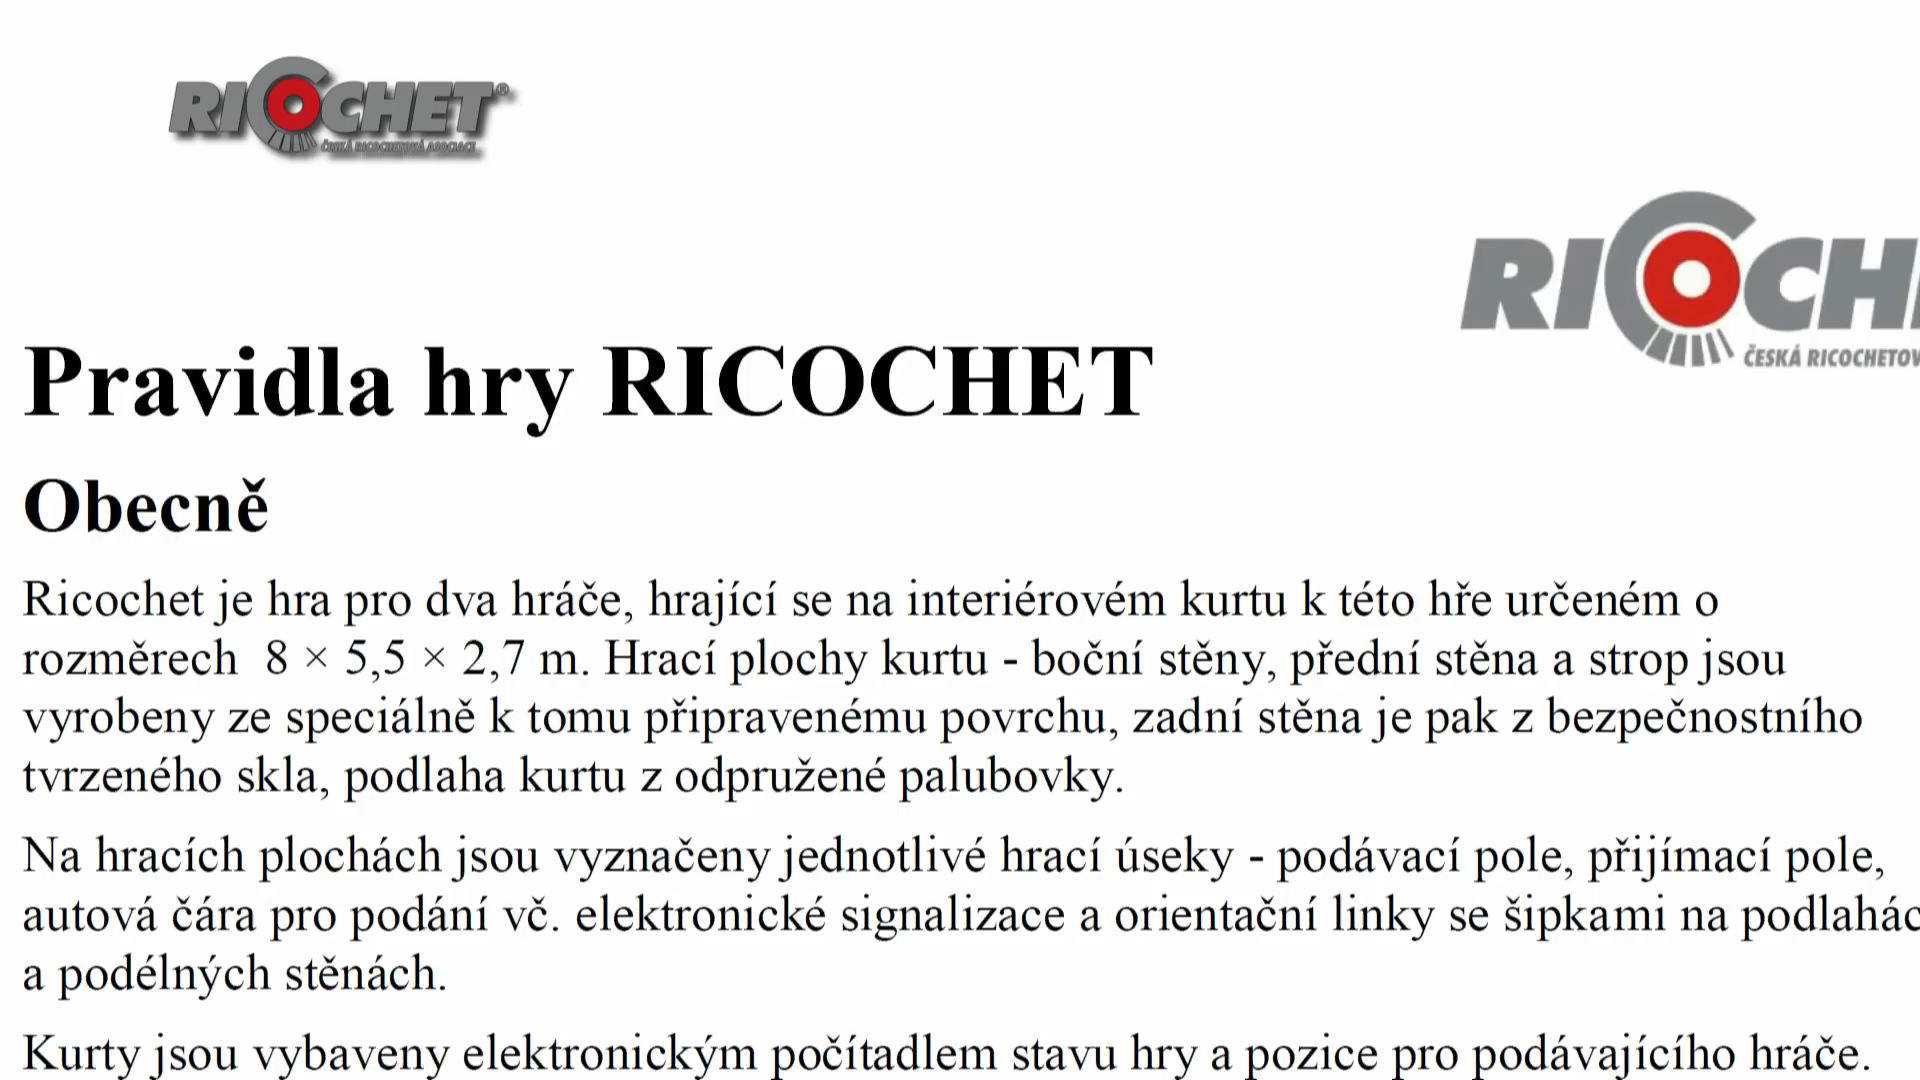 RICOCHET®
ČESKÁ RICOCHETOVÁ ASOCIACE
RICOCH
ČESKÁ RICOCHETOV
Pravidla hry RICOCHET
Obecně
Ricochet je hra pro dva hráče, hrající se na interiérovém kurtu k této hře určeném o
rozměrech 8 × 5,5 × 2,7 m. Hrací plochy kurtu - boční stěny, přední stěna a strop jsou
vyrobeny ze speciálně k tomu připravenému povrchu, zadní stěna je pak z bezpečnostního
tvrzeného skla, podlaha kurtu z odpružené palubovky.
Na hracích plochách jsou vyznačeny jednotlivé hrací úseky - podávací pole, přijímací pole,
autová čára pro podání vč. elektronické signalizace a orientační linky se šipkami na podlahác
a podélných stěnách.
Kurty jsou vybaveny elektronickým počítadlem stavu hry a pozice pro podávajícího hráče.